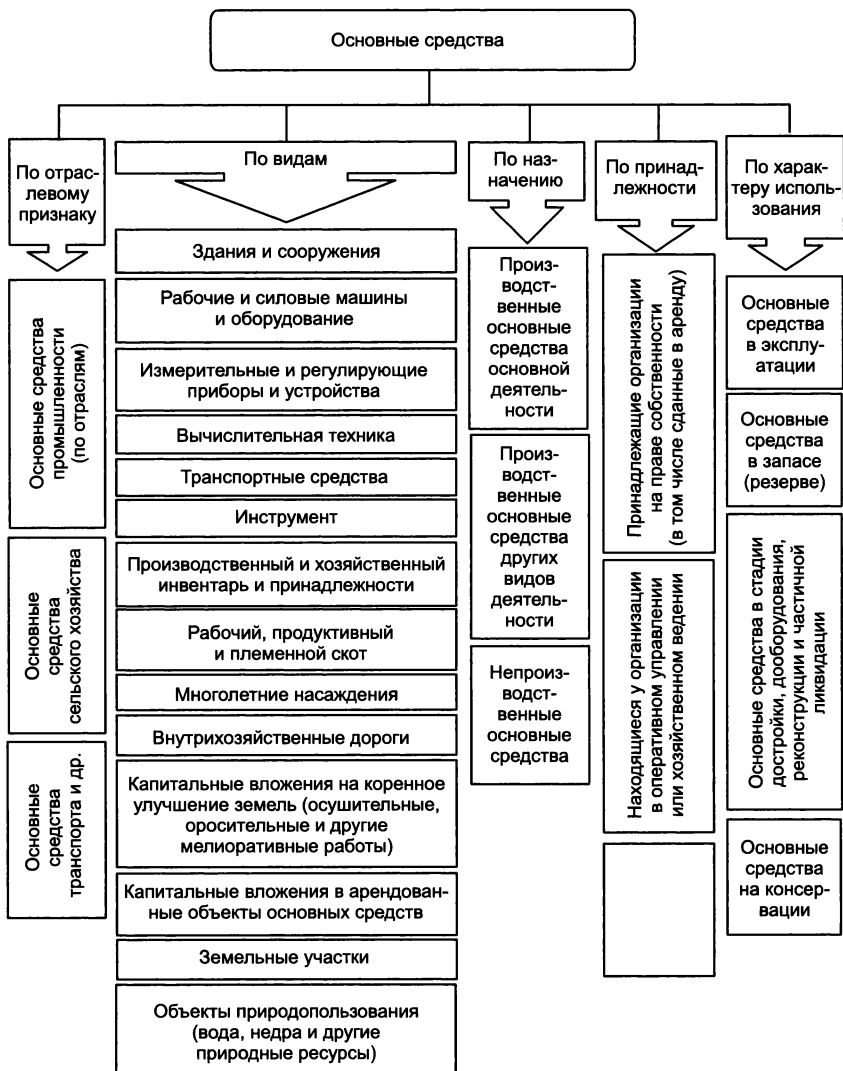 Основные средства
По отрас-
левому
признаку
Основные средства
промышленности
(по отраслям)
Основные
средства
сельского хозяйства
Основные
средства
транспорта и др.
По видам
Здания и сооружения
Рабочие и силовые машины
и оборудование
Измерительные и регулирующие
приборы и устройства
Вычислительная техника
Транспортные средства
Инструмент
Производственный и хозяйственный
инвентарь и принадлежности
Рабочий, продуктивный
и племенной скот
Многолетние насаждения
Внутрихозяйственные дороги
Капитальные вложения на коренное
улучшение земель (осушительные,
оросительные и другие
мелиоративные работы)
Капитальные вложения в арендован-
ные объекты основных средств
Земельные участки
Объекты природопользования
(вода, недра и другие
природные ресурсы)
По наз-
начению
Произ-
водст-
венные
основные
средства
основной
деятель-
ности
Произ-
водст-
венные
основные
средства
других
видов
деятель-
ности
Непроиз-
водст-
венные
основные
средства
По принад-
лежности
Принадлежащие организации
на праве собственности
(в том числе сданные в аренду)
Находящиеся у организации
в оперативном управлении
или хозяйственном ведении
По харак-
теру исполь-
зования
Основные
средства
в эксплу-
атации
Основные
средства
в запасе
(резерве)
Основные средства в стадии
достройки, дооборудования,
реконструкции и частичной
ликвидации
Основные
средства
на консер-
вации